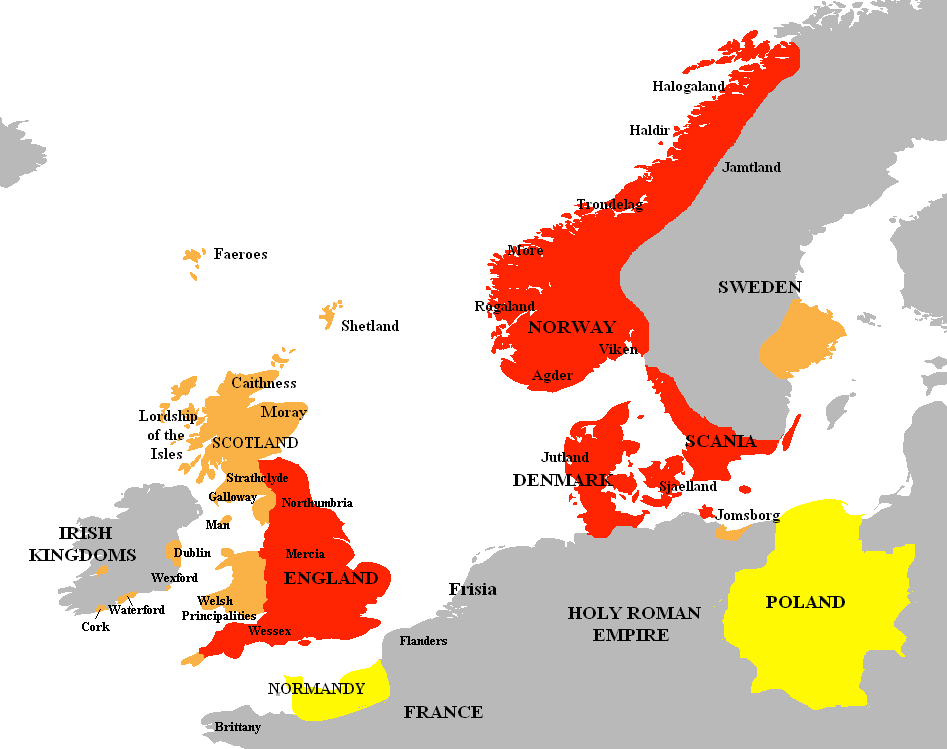 Halogaland
Haldir
Jamtland
Trondelag
More
Faeroes
SWEDEN
Rogaland
Shetland
NORWAY
Viken
Agder
Caithness
Moray
Lordship
of the
Isles
SCOTLAND
SCANIA
Jutland
DENMARK
Strathclyde
Sjaelland
Galloway
Northumbria
Jomsborg
Man
IRISH
KINGDOMS
Dublin
Mercia
Wexford
ENGLAND
Frisia
Welsh
Principalities
POLAND
Waterford
HOLY ROMAN
EMPIRE
Cork
Wessex
Flanders
NORMANDY
FRANCE
Brittany